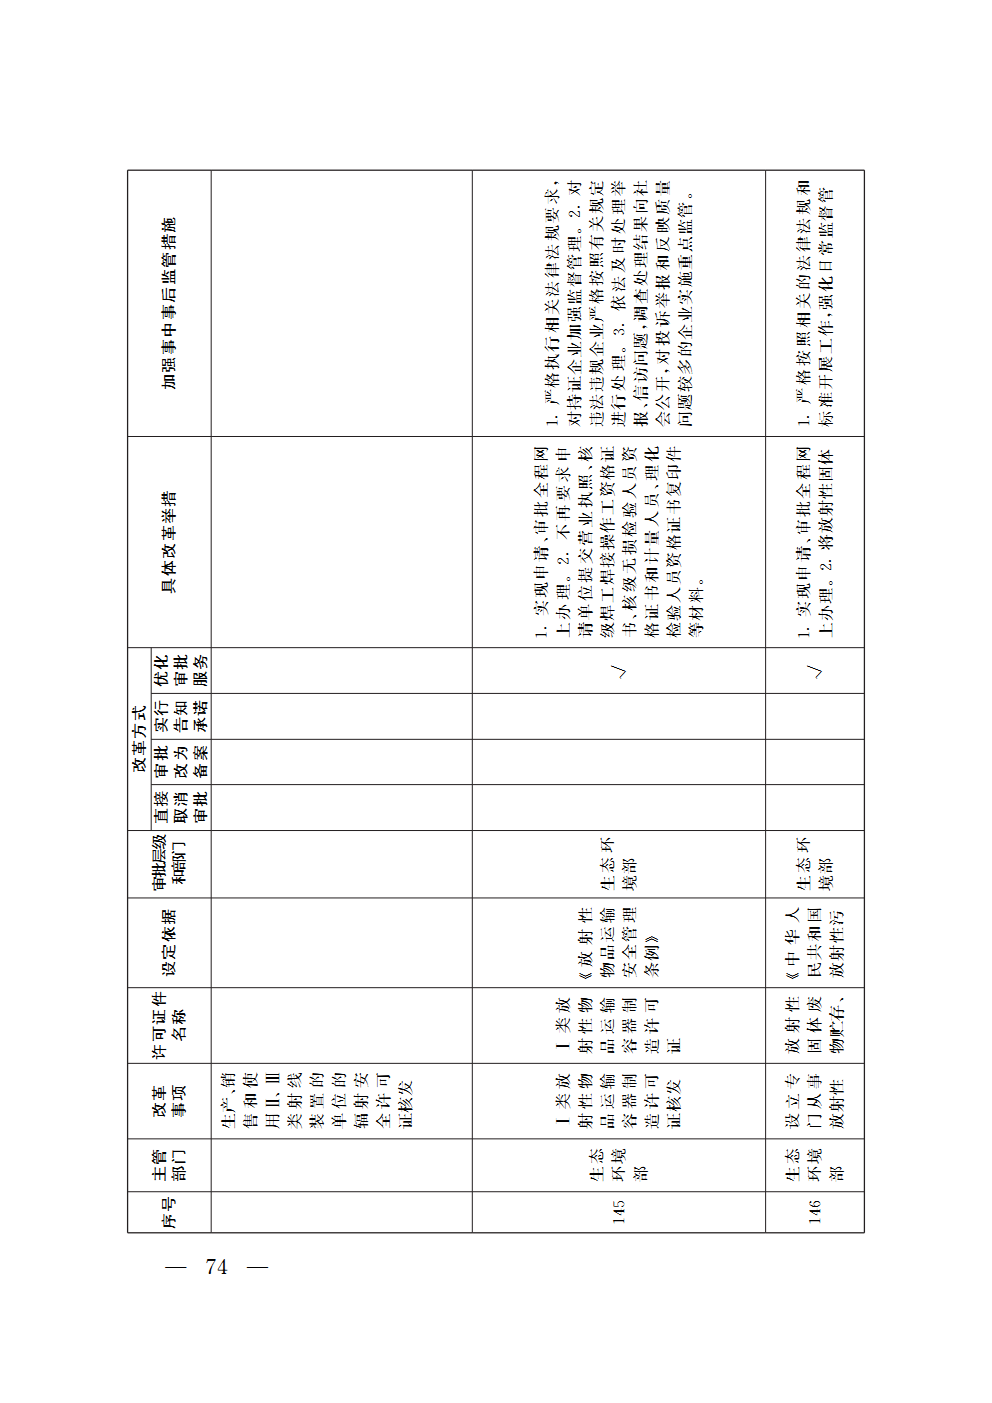 序号
主管
部门
改革
事项
许可证件
名称
设定依据
审批层级
和部门
改革方式
直接
取消
审批
审批
改为
备案
实行
告知
承诺
优化
审批
服务
具体改革举措
加强事中事后监管措施
生产、销
售和使
用Ⅱ、Ⅲ
类射线
装置的
单位的
辐射安
全许可
证核发
145
生态
环境
部
Ⅰ类放
射性物
品运输
容器制
造许可
证核发
Ⅰ类放
射性物
品运输
容器制
造许可
证
《放射性
物品运输
安全管理
条例》
生态环
境部
√
1. 实现申请、审批全程网
上办理。2. 不再要求申
请单位提交营业执照、核
级焊工焊接操作工资格证
书、核级无损检验人员资
格证书和计量人员、理化
检验人员资格证书复印件
等材料。
1. 严格执行相关法律法规要求，
对持证企业加强监督管理。2. 对
违法违规企业严格按照有关规定
进行处理。3. 依法及时处理举
报、信访问题，调查处理结果向社
会公开，对投诉举报和反映质量
问题较多的企业实施重点监管。
146
生态
环境
部
设立专
门从事
放射性
放射性
固体废
物贮存、
《中华人
民共和国
放射性污
生态环
境部
√
1. 实现申请、审批全程网
上办理。2. 将放射性固体
1. 严格按照相关的法律法规和
标准开展工作，强化日常监督管
— 74 —